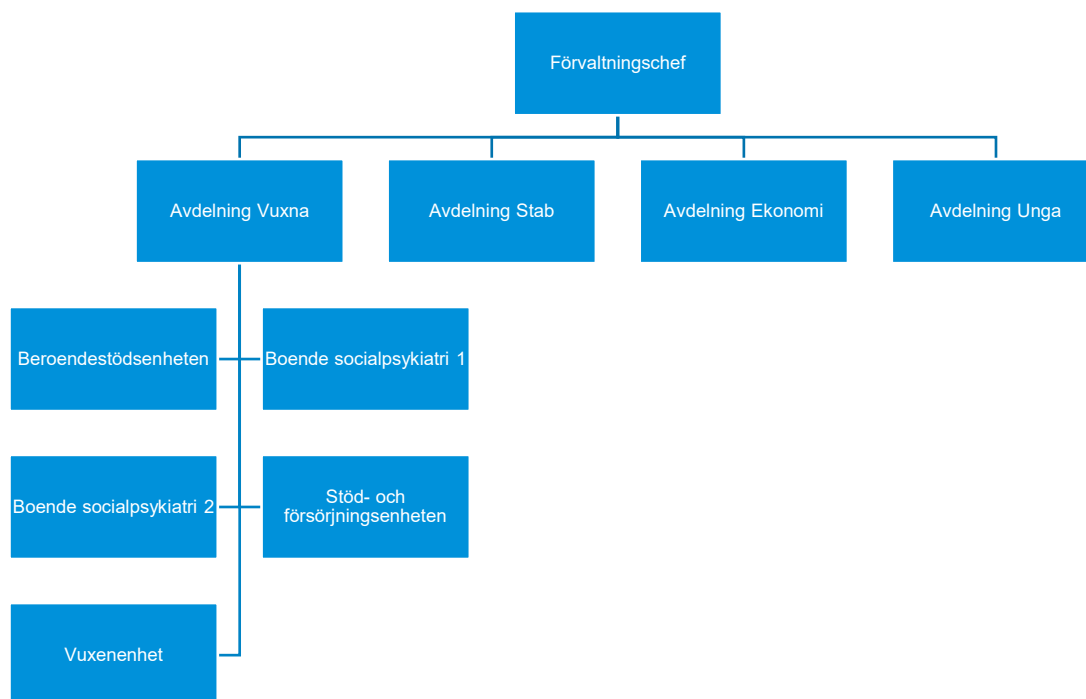 Förvaltningschef
Avdelning Vuxna
Avdelning Stab
Avdelning Ekonomi
Avdelning Unga
Beroendestödsenheten
Boende socialpsykiatri 1
Boende socialpsykiatri 2
Stöd- och
försörjningsenheten
Vuxenenhet